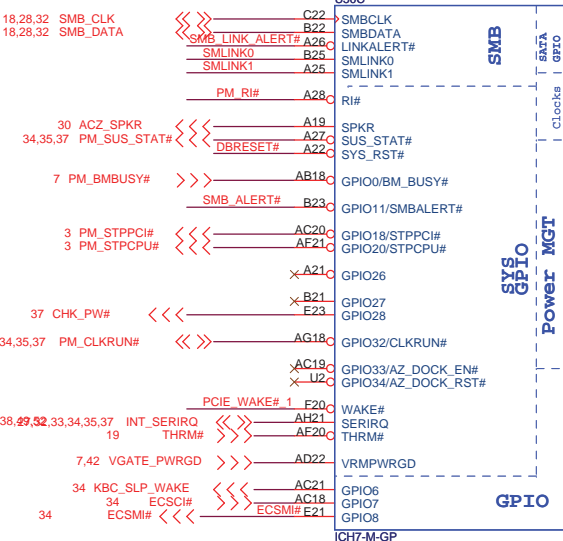 18,28,32 SMB_CLK C22 SMBCLK
18,28,32 SMB_DATA B22 SMBDATA
SMB_LINK_ALERT# A26 LINKALERT#
SMLINK0 B25 SMLINK0
SMLINK1 A25 SMLINK1
SMB
SATA
GPIO
Clocks
PM_RI# A28 RI#
30 ACZ_SPKR A19 SPKR
34,35,37 PM_SUS_STAT# A27 SUS_STAT#
DBRESET# A22 SYS_RST#
7 PM_BMBUSY# AB18 GPIO0/BM_BUSY#
SMB_ALERT# B23 GPIO11/SMBALERT#
3 PM_STPPCI# AC20 GPIO18/STPPCI#
3 PM_STPCPU# AF21 GPIO20/STPCPU#
A21 GPIO26
SYS
GPIO
Power MGT
B21 GPIO27
37 CHK_PW# E23 GPIO28
34,35,37 PM_CLKRUN# AG18 GPIO32/CLKRUN#
AC19 GPIO33/AZ_DOCK_EN#
U2 GPIO34/AZ_DOCK_RST#
PCIE_WAKE#_1 F20 WAKE#
32,33,34,35,37 INT_SERIRQ AH21 SERIRQ
19 THRM# AF20 THRM#
7,42 VGATE_PWRGD AD22 VRMPWRGD
34 KBC_SLP_WAKE AC21 GPIO6
34 ECSCI# AC18 GPIO7
34 ECSMI# ECSMI# E21 GPIO8
GPIO
ICH7-M-GP